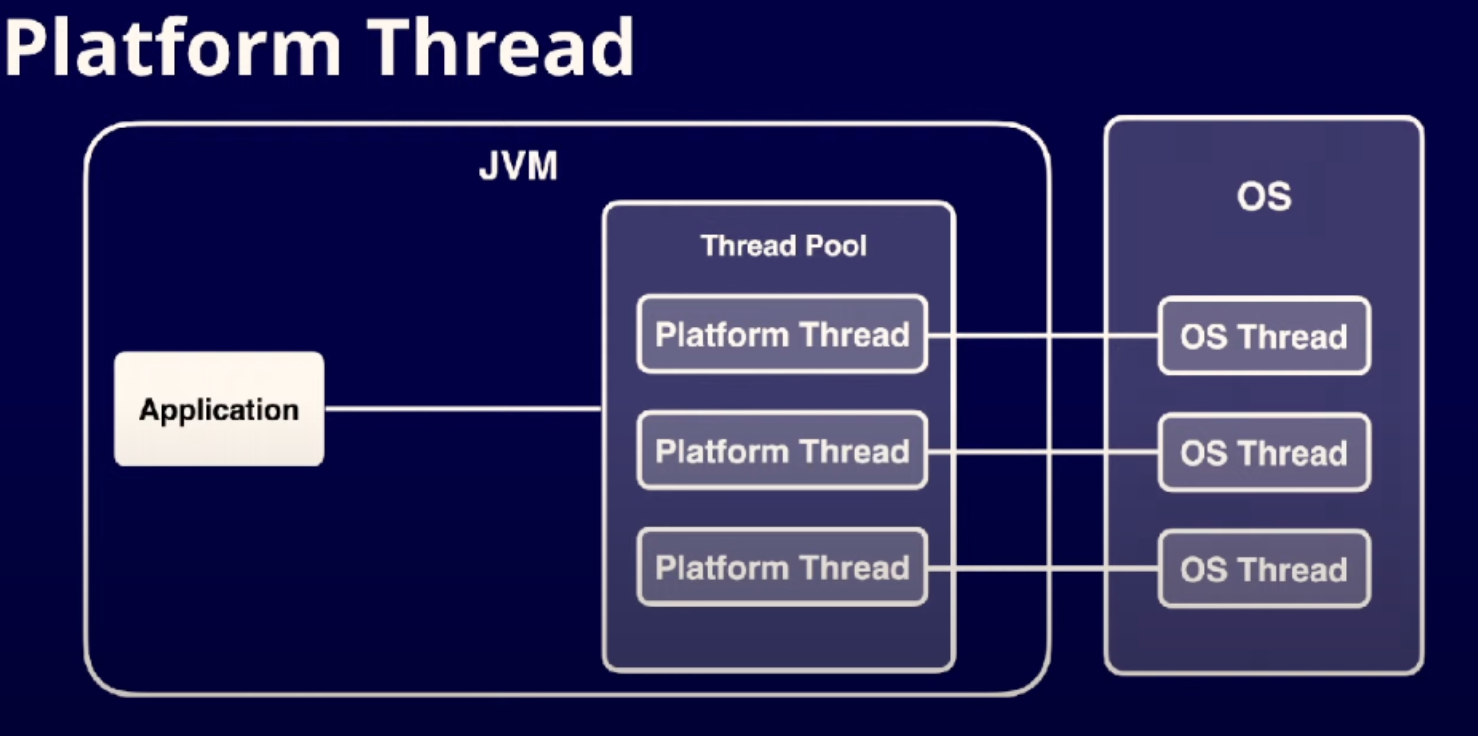 Platform Thread
JVM
OS
Thread Pool
Application
Platform Thread
OS Thread
Platform Thread
OS Thread
Platform Thread
OS Thread